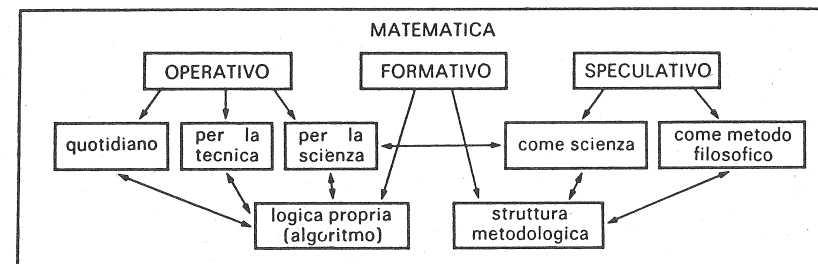 MATEMATICA
OPERATIVO
FORMATIVO
SPECULATIVO
quotidiano
per la
tecnica
per la
scienza
come scienza
come metodo
filosofico
logica propria
(algoritmo)
struttura
metodologica